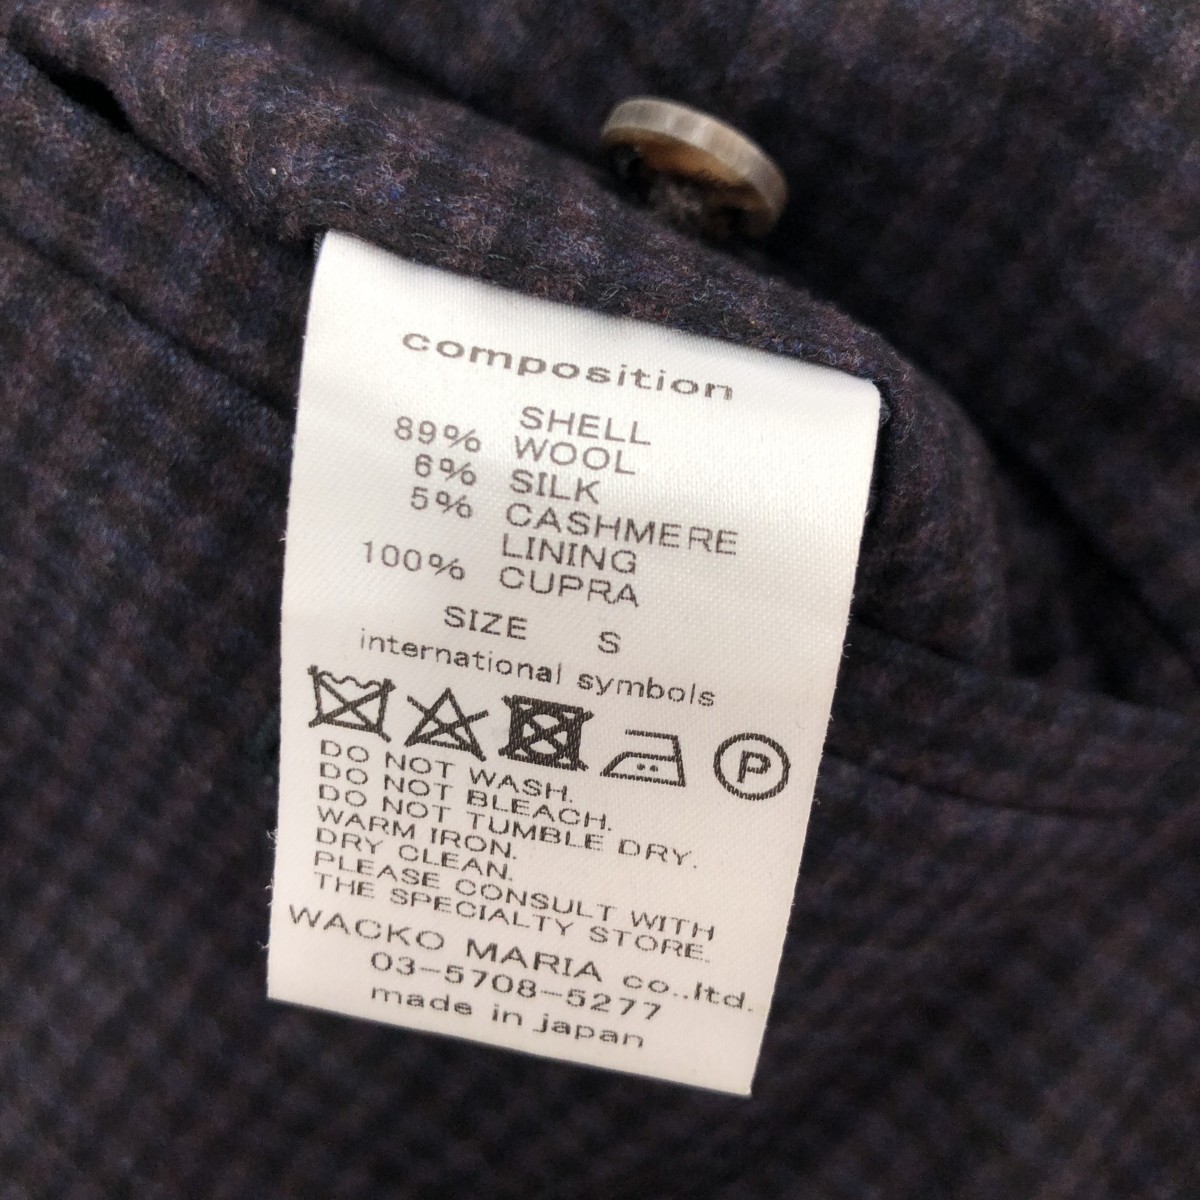 composition
SHELL
89% WOOL
6% SILK
5% CASHMERE
LINING
100% CUPRA
SIZE S
international symbols
P
DO NOT WASH.
DO NOT BLEACH.
DO NOT TUMBLE DRY.
WARM IRON.
DRY CLEAN.
PLEASE CONSULT WITH
THE SPECIALTY STORE.
WACKO MARIA co.,ltd.
03-5708-5277
made in japan